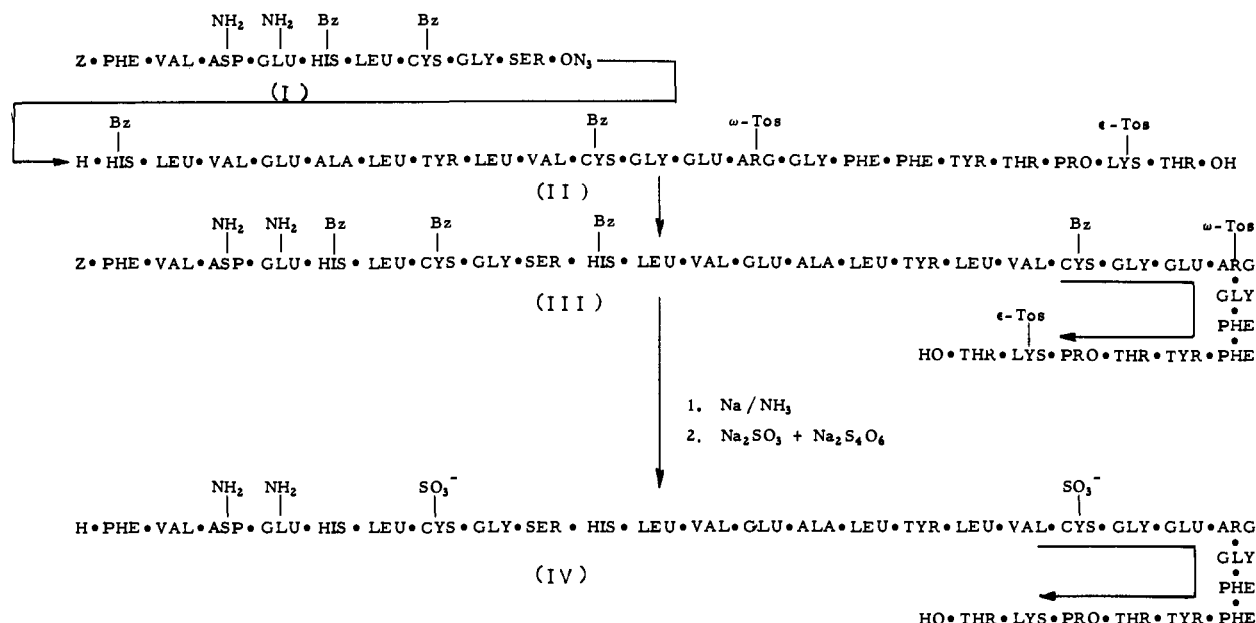 NH₂ NH₂ Bz Bz
Z•PHE•VAL•ASP•GLU•HIS•LEU•CYS•GLY•SER•ON₃
(I)
Bz Bz ω-Tos ε-Tos
H•HIS•LEU•VAL•GLU•ALA•LEU•TYR•LEU•VAL•CYS•GLY•GLU•ARG•GLY•PHE•PHE•TYR•THR•PRO•LYS•THR•OH
(II)
NH₂ NH₂ Bz Bz Bz Bz ω-Tos
Z•PHE•VAL•ASP•GLU•HIS•LEU•CYS•GLY•SER•HIS•LEU•VAL•GLU•ALA•LEU•TYR•LEU•VAL•CYS•GLY•GLU•ARG
(III)
•
GLY
•
PHE
•
ε-Tos
HO•THR•LYS•PRO•THR•TYR•PHE
1. Na/NH₃
2. Na₂SO₃ + Na₂S₄O₆
NH₂ NH₂ SO₃⁻ SO₃⁻
H•PHE•VAL•ASP•GLU•HIS•LEU•CYS•GLY•SER•HIS•LEU•VAL•GLU•ALA•LEU•TYR•LEU•VAL•CYS•GLY•GLU•ARG
(IV)
•
GLY
•
PHE
•
HO•THR•LYS•PRO•THR•TYR•PHE